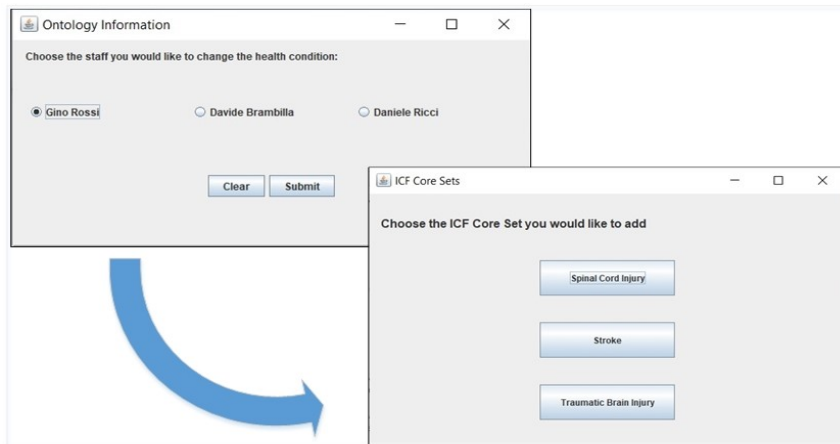 Ontology Information
Choose the staff you would like to change the health condition:
Gino Rossi Davide Brambilla Daniele Ricci
Clear Submit
ICF Core Sets
Choose the ICF Core Set you would like to add
Spinal Cord Injury
Stroke
Traumatic Brain Injury